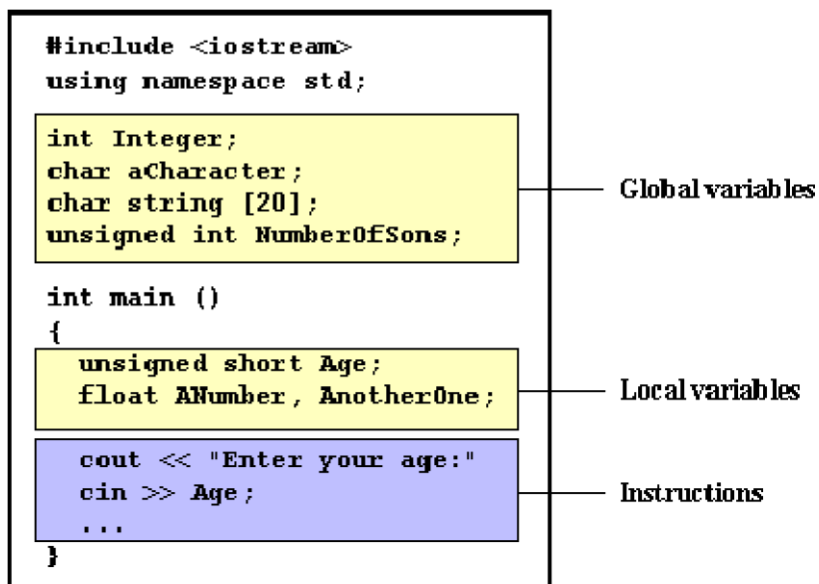 #include <iostream>
using namespace std;
int Integer;
char aCharacter;
char string [20];
unsigned int NumberOfSons;
Global variables
int main ()
{
unsigned short Age;
float ANumber, AnotherOne;
Local variables
cout << "Enter your age:"
cin >> Age;
...
Instructions
}